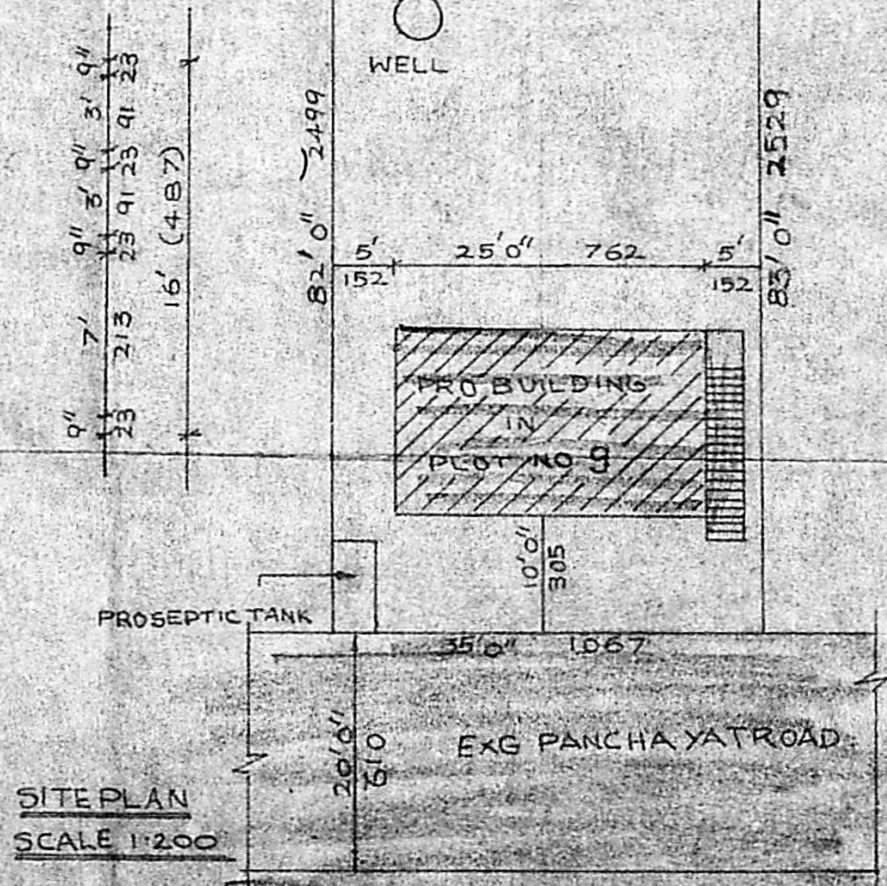 WELL
9" 23
3' 91
9" 23
3' 91
9" 23
7' 213
9" 23
16' (487)
82' 0" 2499
83' 0" 2529
5' 25'0" 762 5'
152 152
PRO BUILDING
IN
PLOT NO 9
10'0"
305
PROSEPTIC TANK
35'0" 1067
20'0"
610
EXG PANCHAYATROAD
SITE PLAN
SCALE 1:200